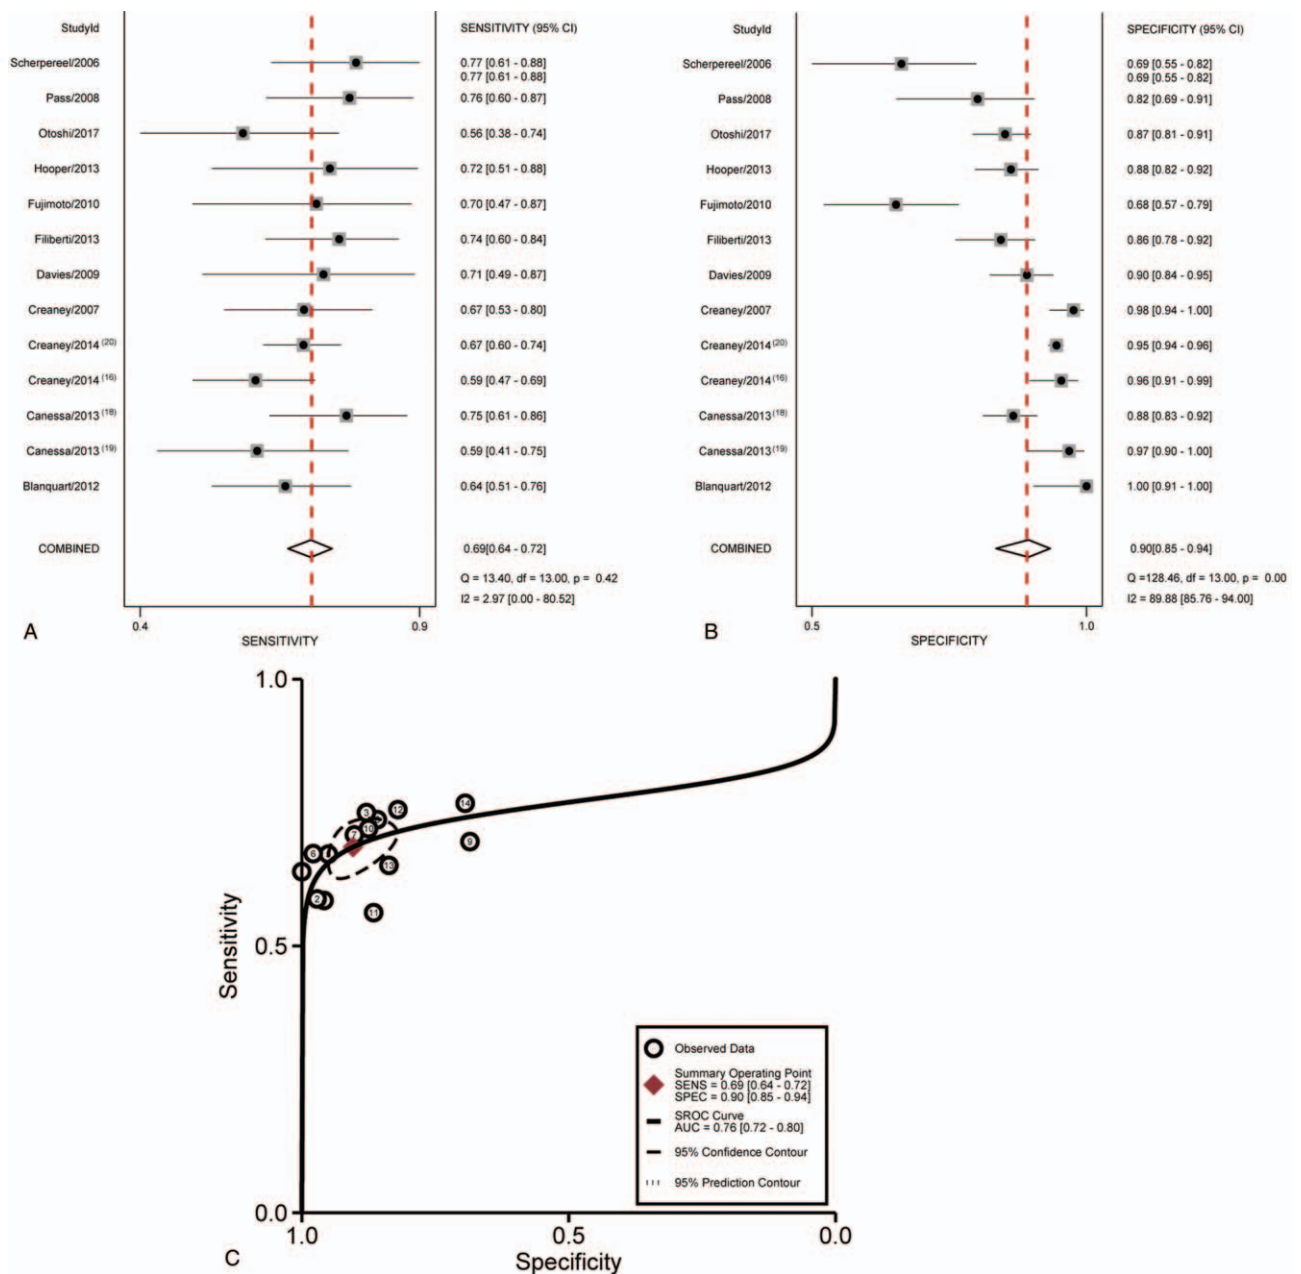 StudyId SENSITIVITY (95% CI)
Scherpereel/2006 0.77 [0.61 - 0.88]
0.77 [0.61 - 0.88]
Pass/2008 0.76 [0.60 - 0.87]
Otoshi/2017 0.56 [0.38 - 0.74]
Hooper/2013 0.72 [0.51 - 0.88]
Fujimoto/2010 0.70 [0.47 - 0.87]
Filiberti/2013 0.74 [0.60 - 0.84]
Davies/2009 0.71 [0.49 - 0.87]
Creaney/2007 0.67 [0.53 - 0.80]
Creaney/2014 (20) 0.67 [0.60 - 0.74]
Creaney/2014 (16) 0.59 [0.47 - 0.69]
Canessa/2013 (18) 0.75 [0.61 - 0.86]
Canessa/2013 (19) 0.59 [0.41 - 0.75]
Blanquart/2012 0.64 [0.51 - 0.76]
COMBINED 0.69[0.64 - 0.72]
Q = 13.40, df = 13.00, p = 0.42
I2 = 2.97 [0.00 - 80.52]
0.4 0.9
A SENSITIVITY
StudyId SPECIFICITY (95% CI)
Scherpereel/2006 0.69 [0.55 - 0.82]
0.69 [0.55 - 0.82]
Pass/2008 0.82 [0.69 - 0.91]
Otoshi/2017 0.87 [0.81 - 0.91]
Hooper/2013 0.88 [0.82 - 0.92]
Fujimoto/2010 0.68 [0.57 - 0.79]
Filiberti/2013 0.86 [0.78 - 0.92]
Davies/2009 0.90 [0.84 - 0.95]
Creaney/2007 0.98 [0.94 - 1.00]
Creaney/2014 (20) 0.95 [0.94 - 0.96]
Creaney/2014 (16) 0.96 [0.91 - 0.99]
Canessa/2013 (18) 0.88 [0.83 - 0.92]
Canessa/2013 (19) 0.97 [0.90 - 1.00]
Blanquart/2012 1.00 [0.91 - 1.00]
COMBINED 0.90[0.85 - 0.94]
Q =128.46, df = 13.00, p = 0.00
I2 = 89.88 [85.76 - 94.00]
0.5 1.0
B SPECIFICITY
1.0
3 12 14
7 10 9
6 13
2 11
0.5
Sensitivity
Observed Data
Summary Operating Point
SENS = 0.69 [0.64 - 0.72]
SPEC = 0.90 [0.85 - 0.94]
SROC Curve
AUC = 0.76 [0.72 - 0.80]
95% Confidence Contour
95% Prediction Contour
0.0
1.0 0.5 0.0
C Specificity